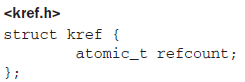 <kref.h>
struct kref {
        atomic_t refcount;
};